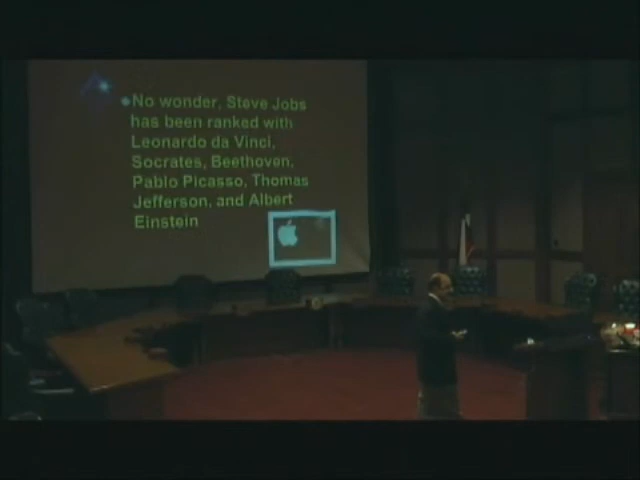 No wonder, Steve Jobs
has been ranked with
Leonardo da Vinci,
Socrates, Beethoven,
Pablo Picasso, Thomas
Jefferson, and Albert
Einstein